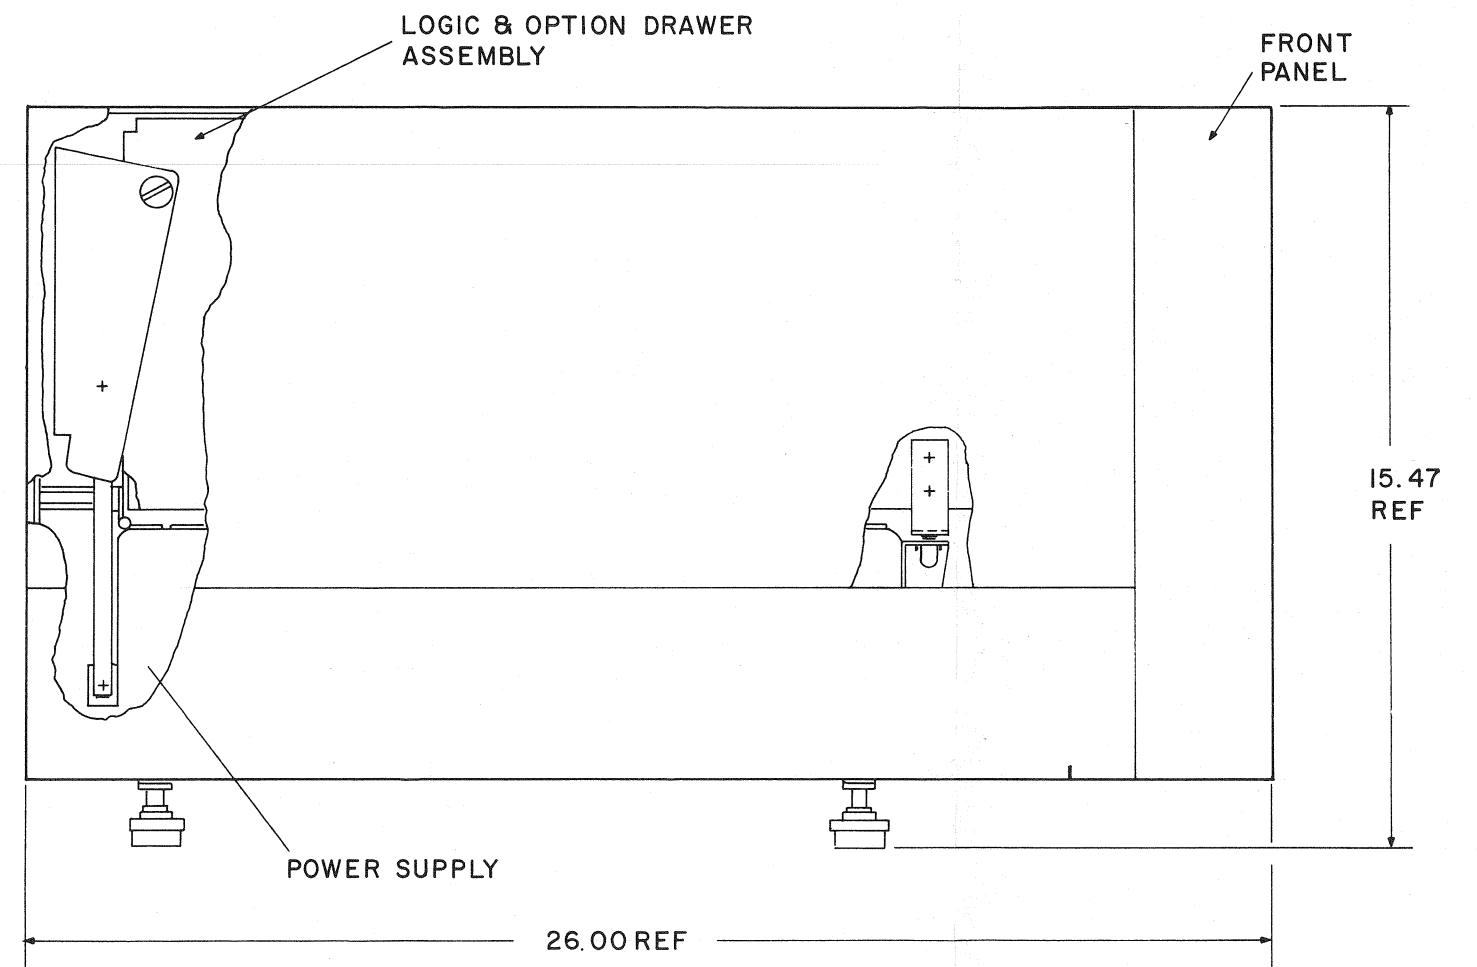 LOGIC & OPTION DRAWER
ASSEMBLY
FRONT
PANEL
15.47
REF
POWER SUPPLY
26.00 REF